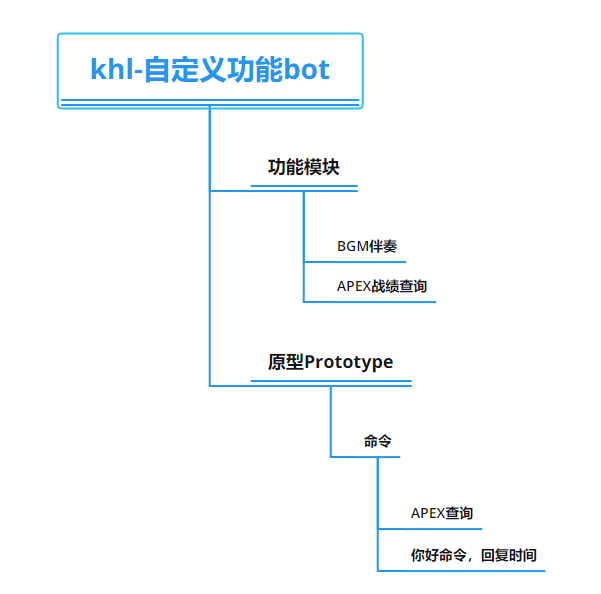 khl-自定义功能bot
功能模块
BGM伴奏
APEX战绩查询
原型Prototype
命令
APEX查询
你好命令，回复时间